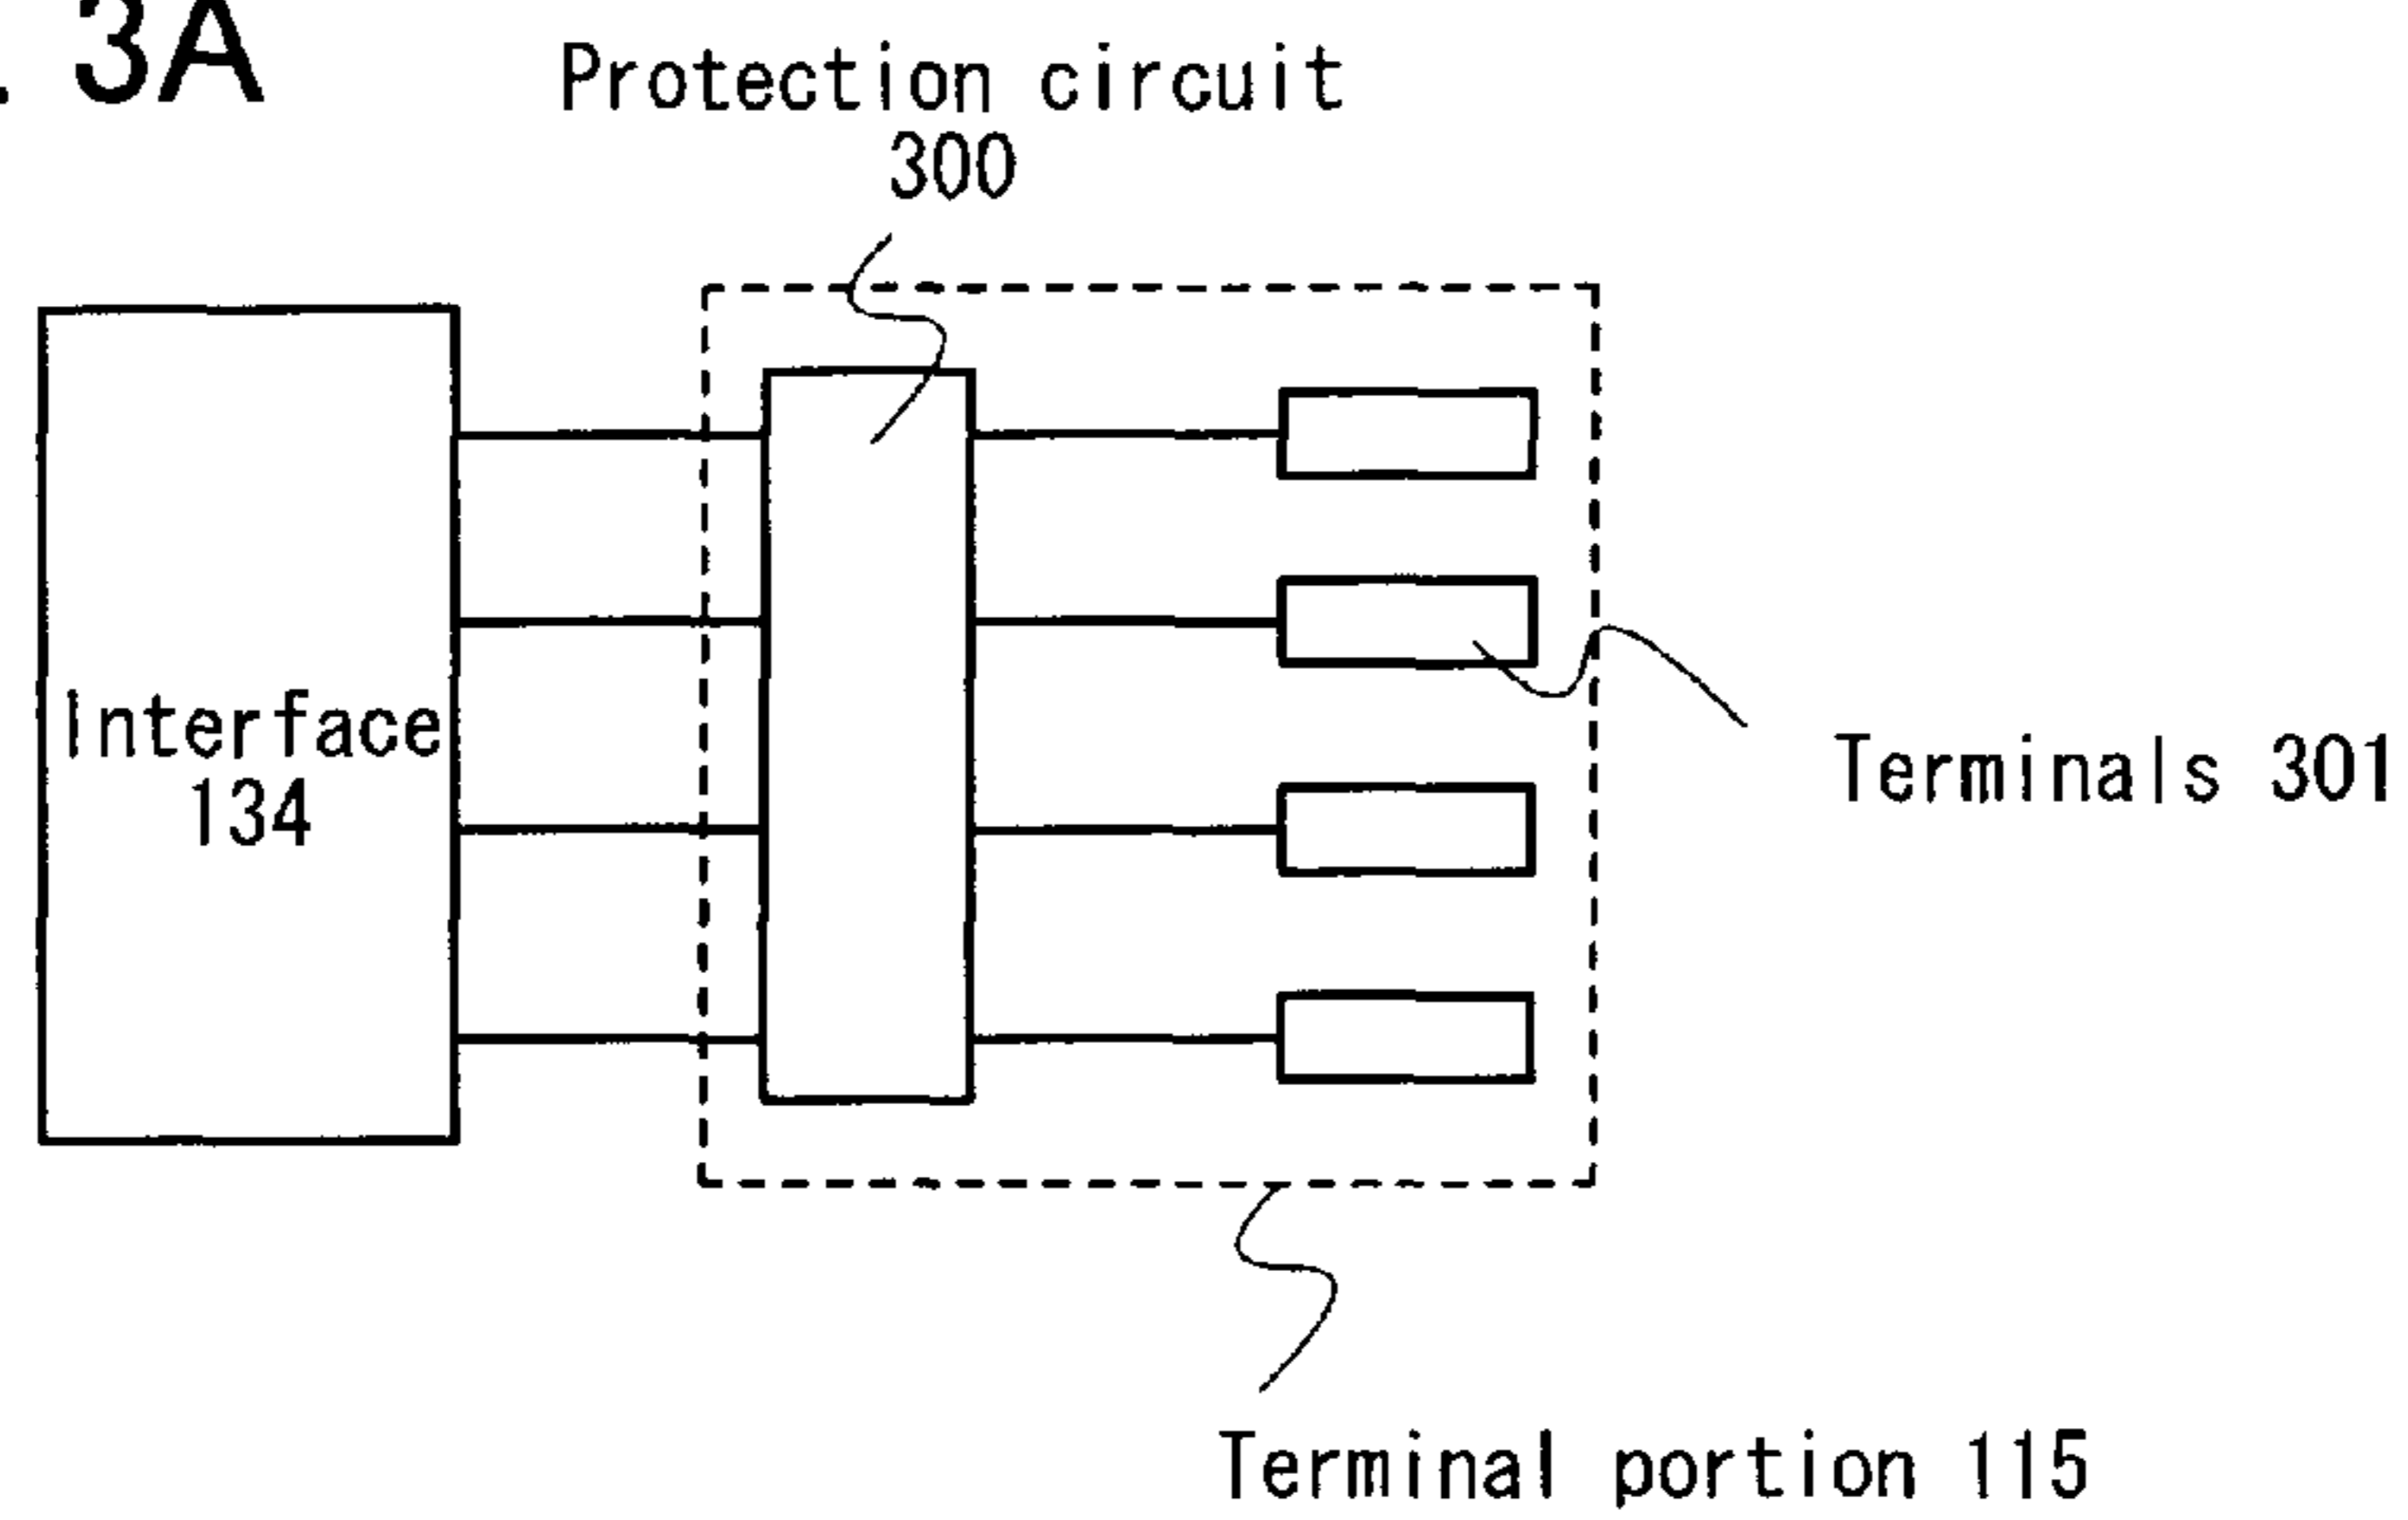 . 3A
Protection circuit
300
Interface
134
Terminals 301
Terminal portion 115